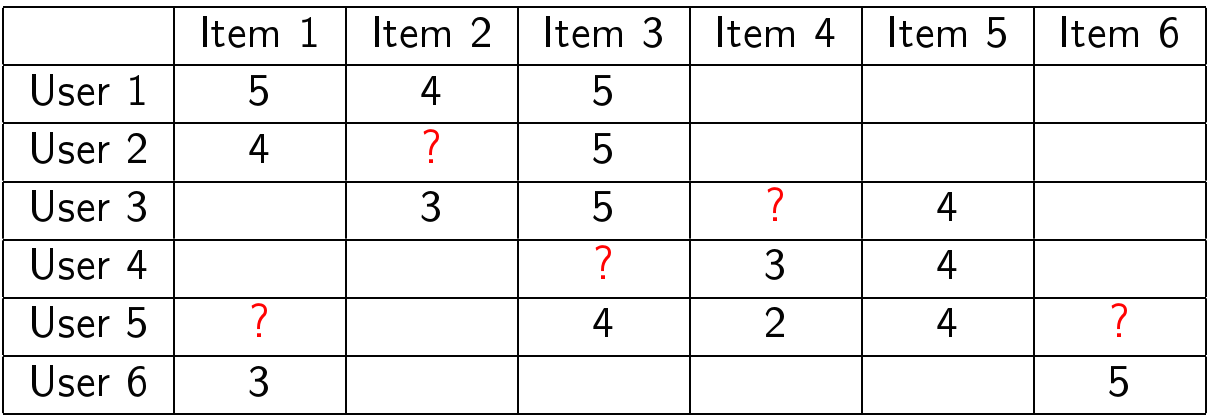 Item 1 Item 2 Item 3 Item 4 Item 5 Item 6
User 1 5 4 5
User 2 4 ? 5
User 3 3 5 ? 4
User 4 ? 3 4
User 5 ? 4 2 4 ?
User 6 3 5